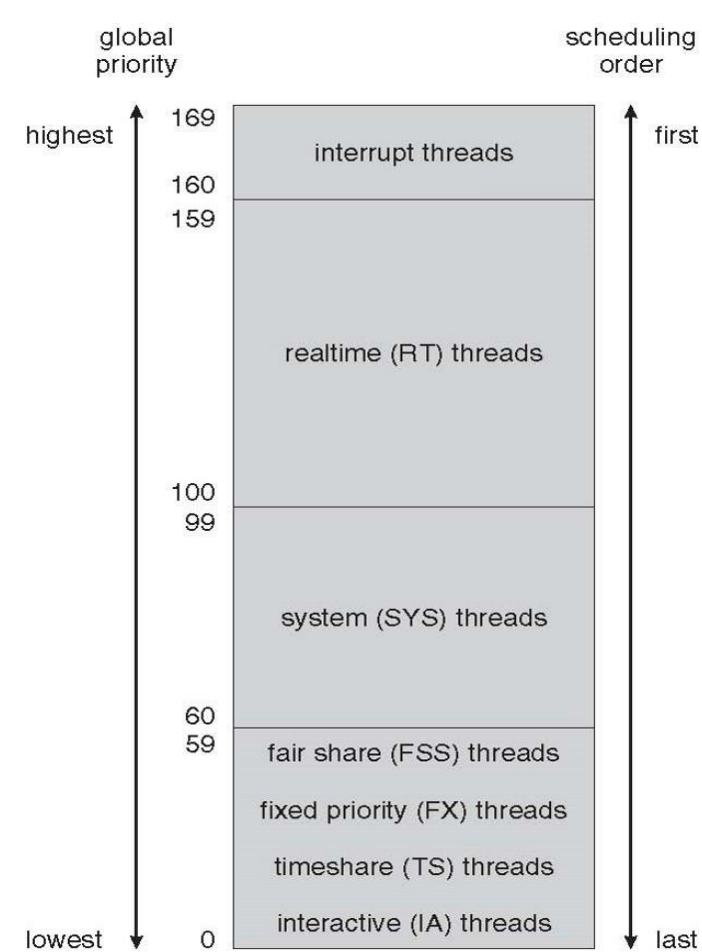 global
priority
scheduling
order
highest
169
interrupt threads
first
160
159
realtime (RT) threads
100
99
system (SYS) threads
60
59
fair share (FSS) threads
fixed priority (FX) threads
timeshare (TS) threads
interactive (IA) threads
lowest
0
last